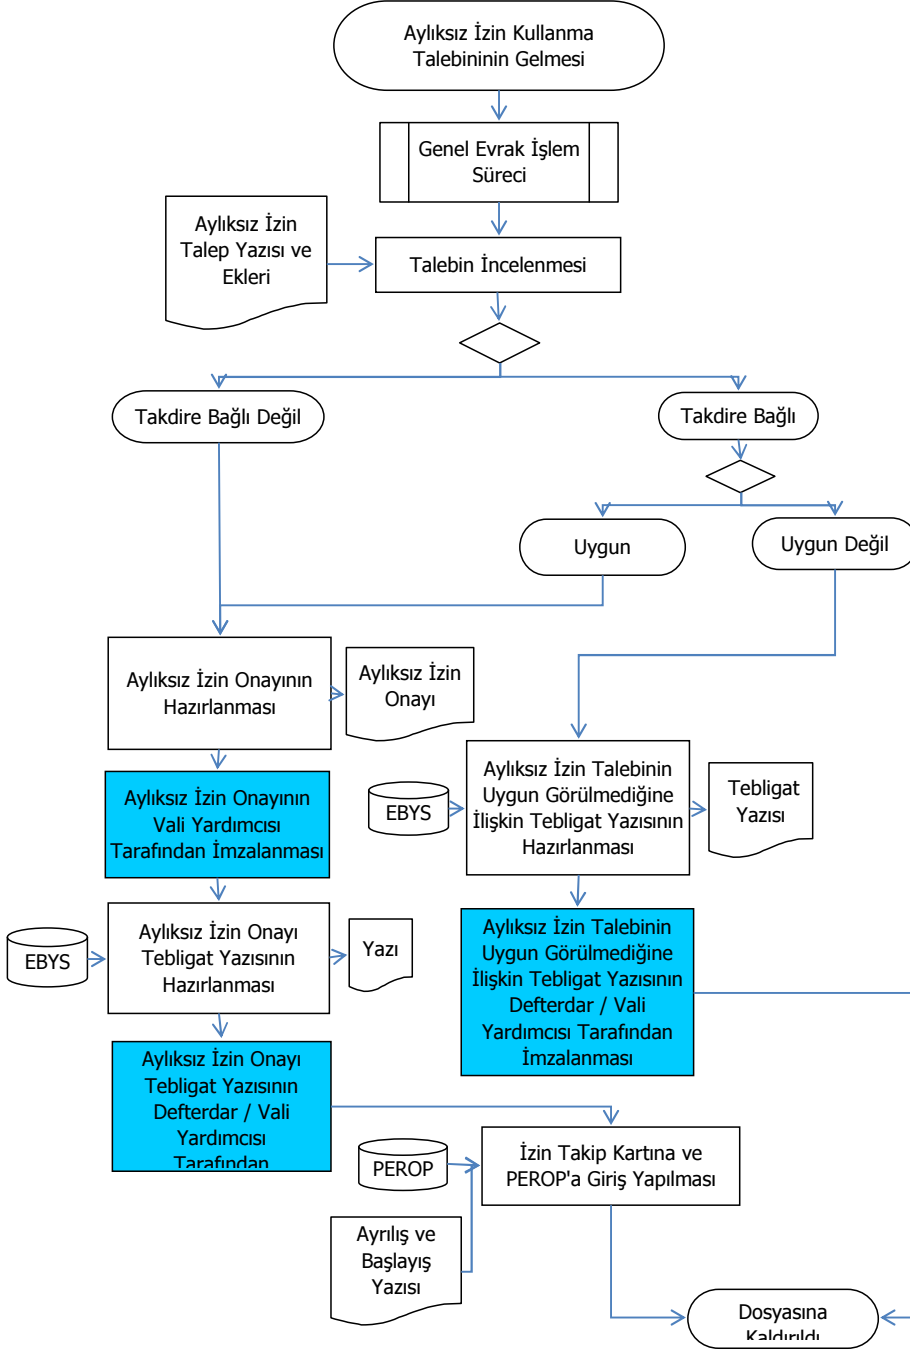 Aylıksız İzin Kullanma
Talebininin Gelmesi
Genel Evrak İşlem
Süreci
Aylıksız İzin
Talep Yazısı ve
Ekleri
Talebin İncelenmesi
Takdire Bağlı Değil
Takdire Bağlı
Uygun
Uygun Değil
Aylıksız İzin Onayının
Hazırlanması
Aylıksız İzin
Onayı
Aylıksız İzin Onayının
Vali Yardımcısı
Tarafından İmzalanması
EBYS
Aylıksız İzin Talebinin
Uygun Görülmediğine
İlişkin Tebligat Yazısının
Hazırlanması
Tebligat
Yazısı
EBYS
Aylıksız İzin Onayı
Tebligat Yazısının
Hazırlanması
Yazı
Aylıksız İzin Talebinin
Uygun Görülmediğine
İlişkin Tebligat Yazısının
Defterdar / Vali
Yardımcısı Tarafından
İmzalanması
Aylıksız İzin Onayı
Tebligat Yazısının
Defterdar / Vali
Yardımcısı
Tarafından
PEROP
İzin Takip Kartına ve
PEROP'a Giriş Yapılması
Ayrılış ve
Başlayış
Yazısı
Dosyasına
Kaldırıldı